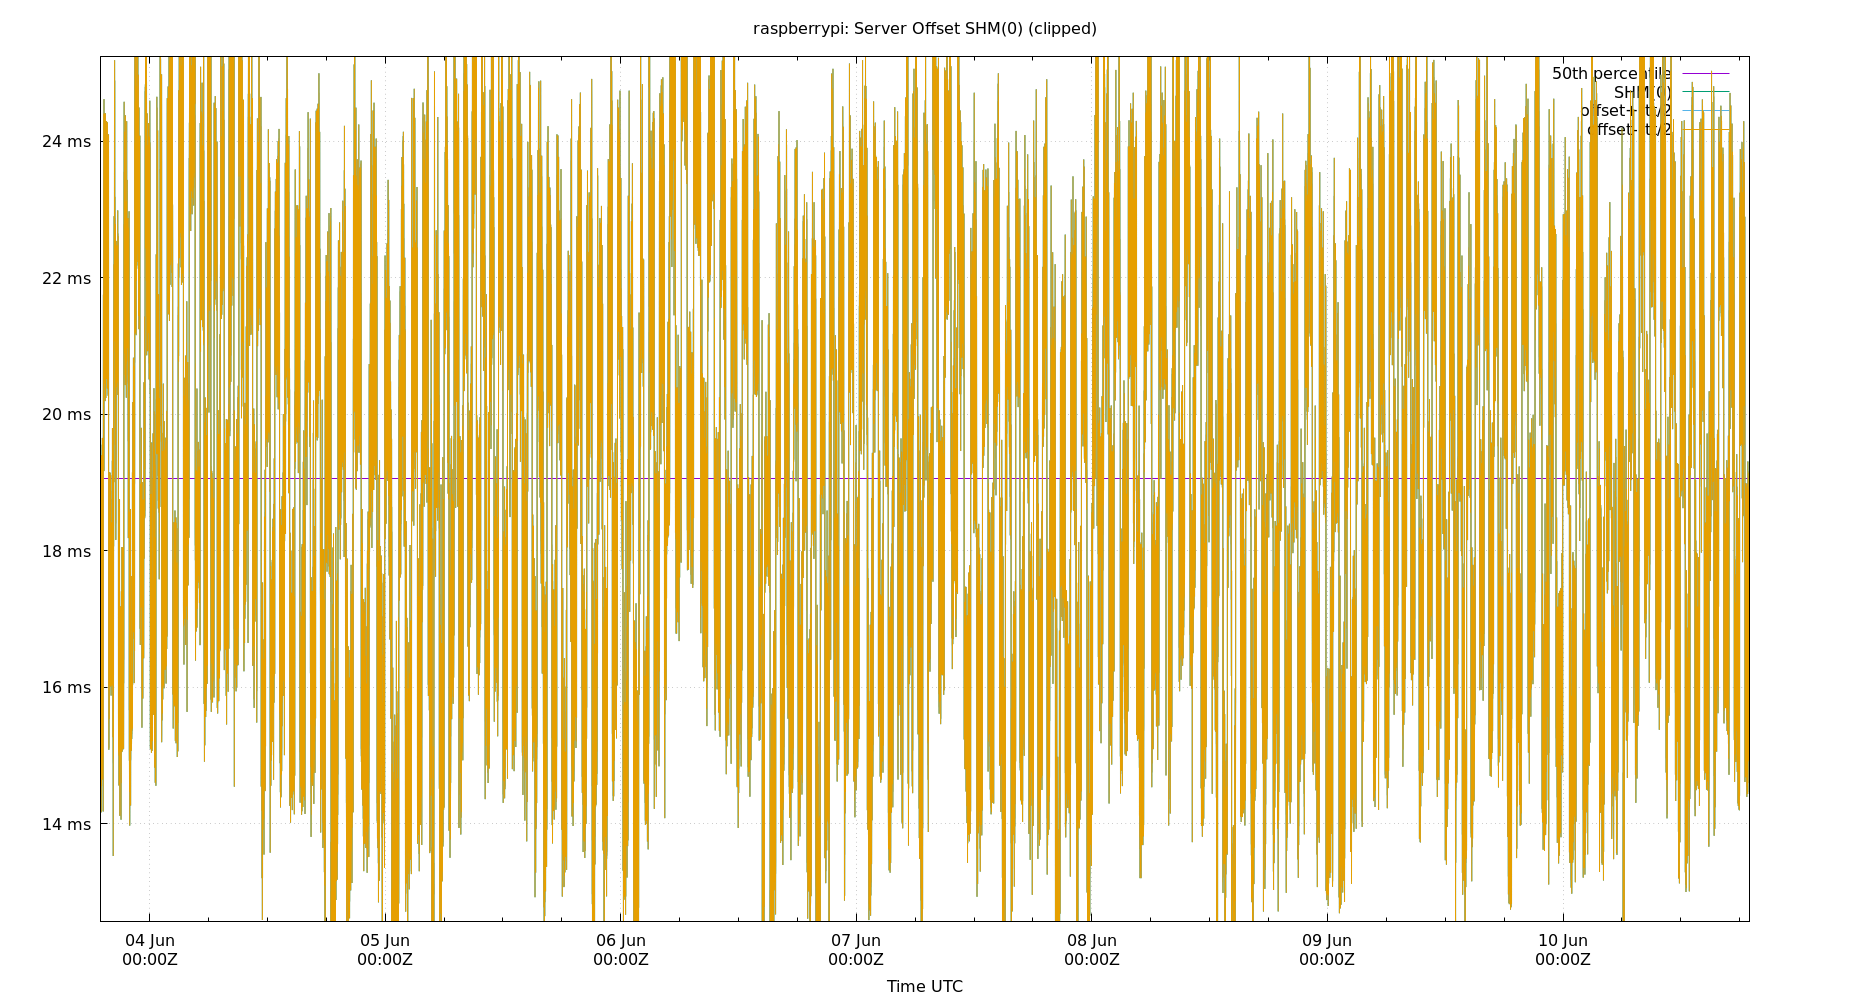 raspberrypi: Server Offset SHM(0) (clipped)
50th percentile
SHM(0)
offset+rtt/2
offset-rtt/2
24 ms
22 ms
20 ms
18 ms
16 ms
14 ms
04 Jun 05 Jun 06 Jun 07 Jun 08 Jun 09 Jun 10 Jun
00:00Z 00:00Z 00:00Z 00:00Z 00:00Z 00:00Z 00:00Z
Time UTC